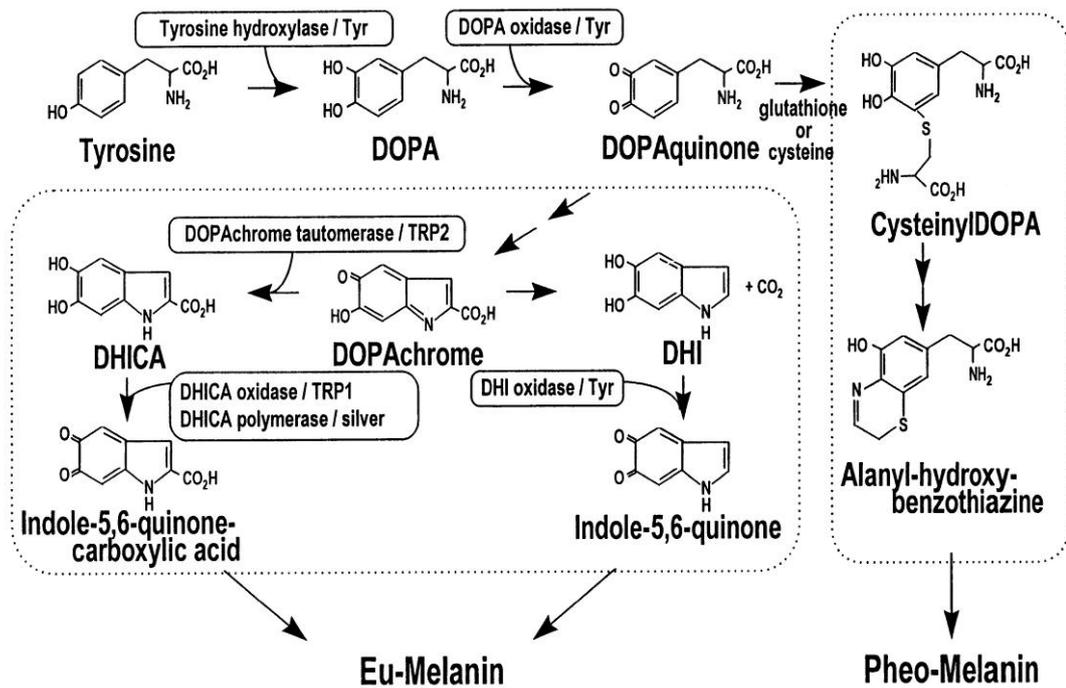 Tyrosine hydroxylase / Tyr
DOPA oxidase / Tyr
HO
CO₂H
NH₂
Tyrosine
HO
HO
CO₂H
NH₂
DOPA
O
O
CO₂H
NH₂
DOPAquinone
glutathione
or
cysteine
HO
HO
CO₂H
NH₂
S
₂HN
CO₂H
CysteinylDOPA
DOPAchrome tautomerase / TRP2
HO
HO
N
H
CO₂H
DHICA
O
HO
N
CO₂H
DOPAchrome
HO
HO
N
H
+ CO₂
DHI
DHICA oxidase / TRP1
DHICA polymerase / silver
DHI oxidase / Tyr
O
O
N
H
CO₂H
Indole-5,6-quinone-
carboxylic acid
O
O
N
H
Indole-5,6-quinone
HO
N
S
CO₂H
NH₂
Alanyl-hydroxy-
benzothiazine
Eu-Melanin
Pheo-Melanin